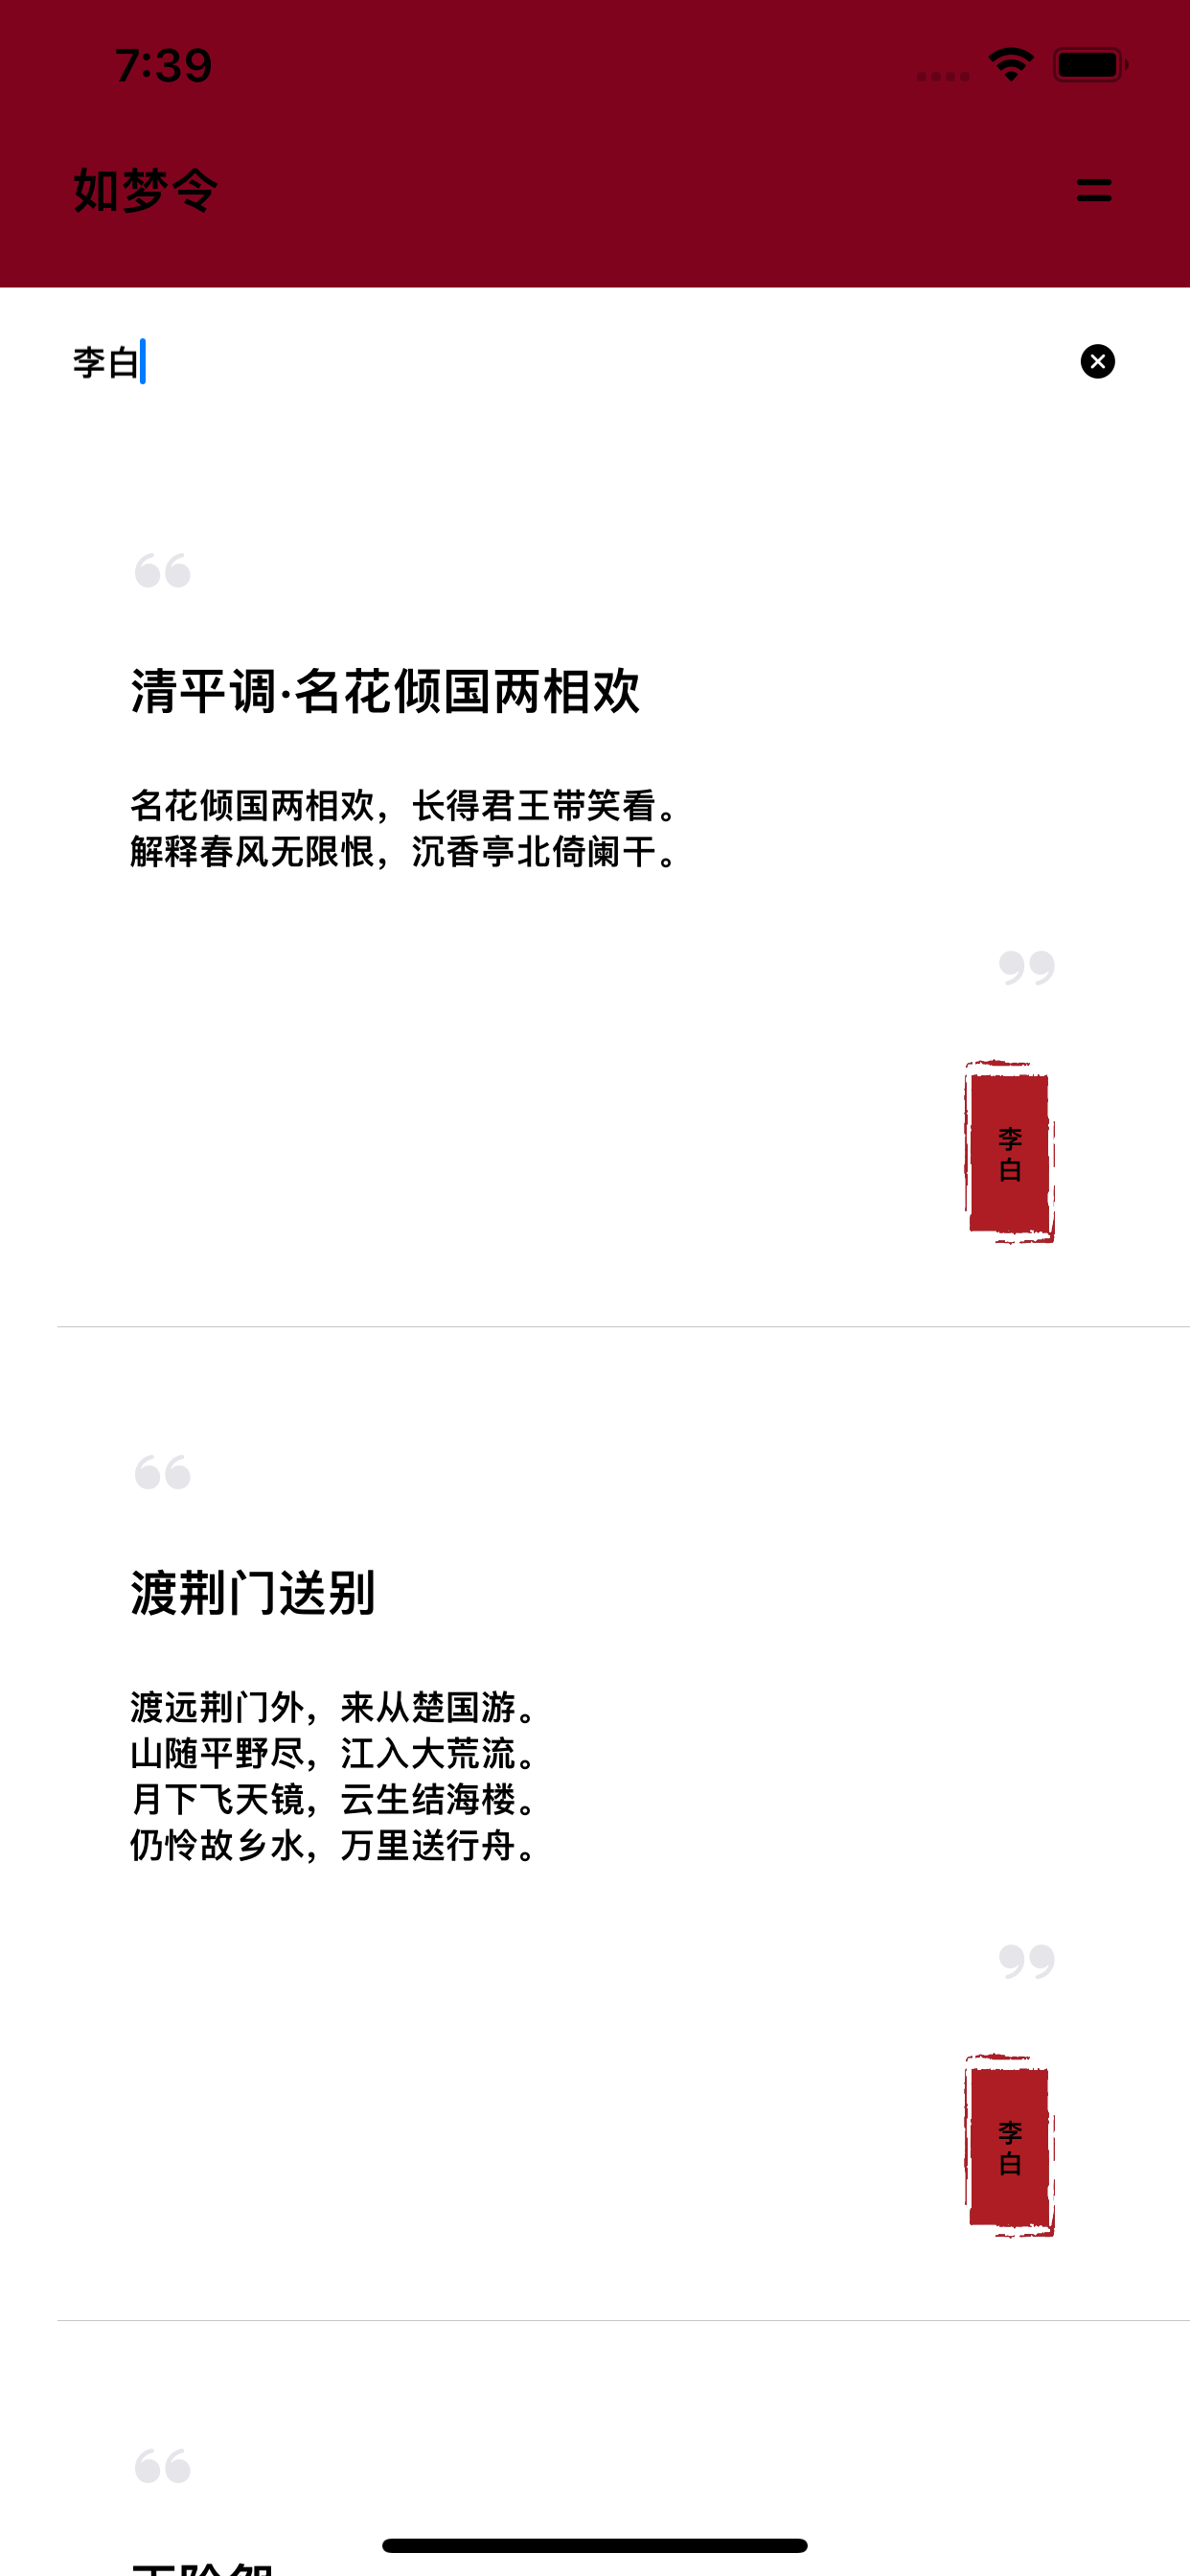 7:39
如梦令
李白
清平调·名花倾国两相欢
名花倾国两相欢，长得君王带笑看。
解释春风无限恨，沉香亭北倚阑干。
李白
渡荆门送别
渡远荆门外，来从楚国游。
山随平野尽，江入大荒流。
月下飞天镜，云生结海楼。
仍怜故乡水，万里送行舟。
李白